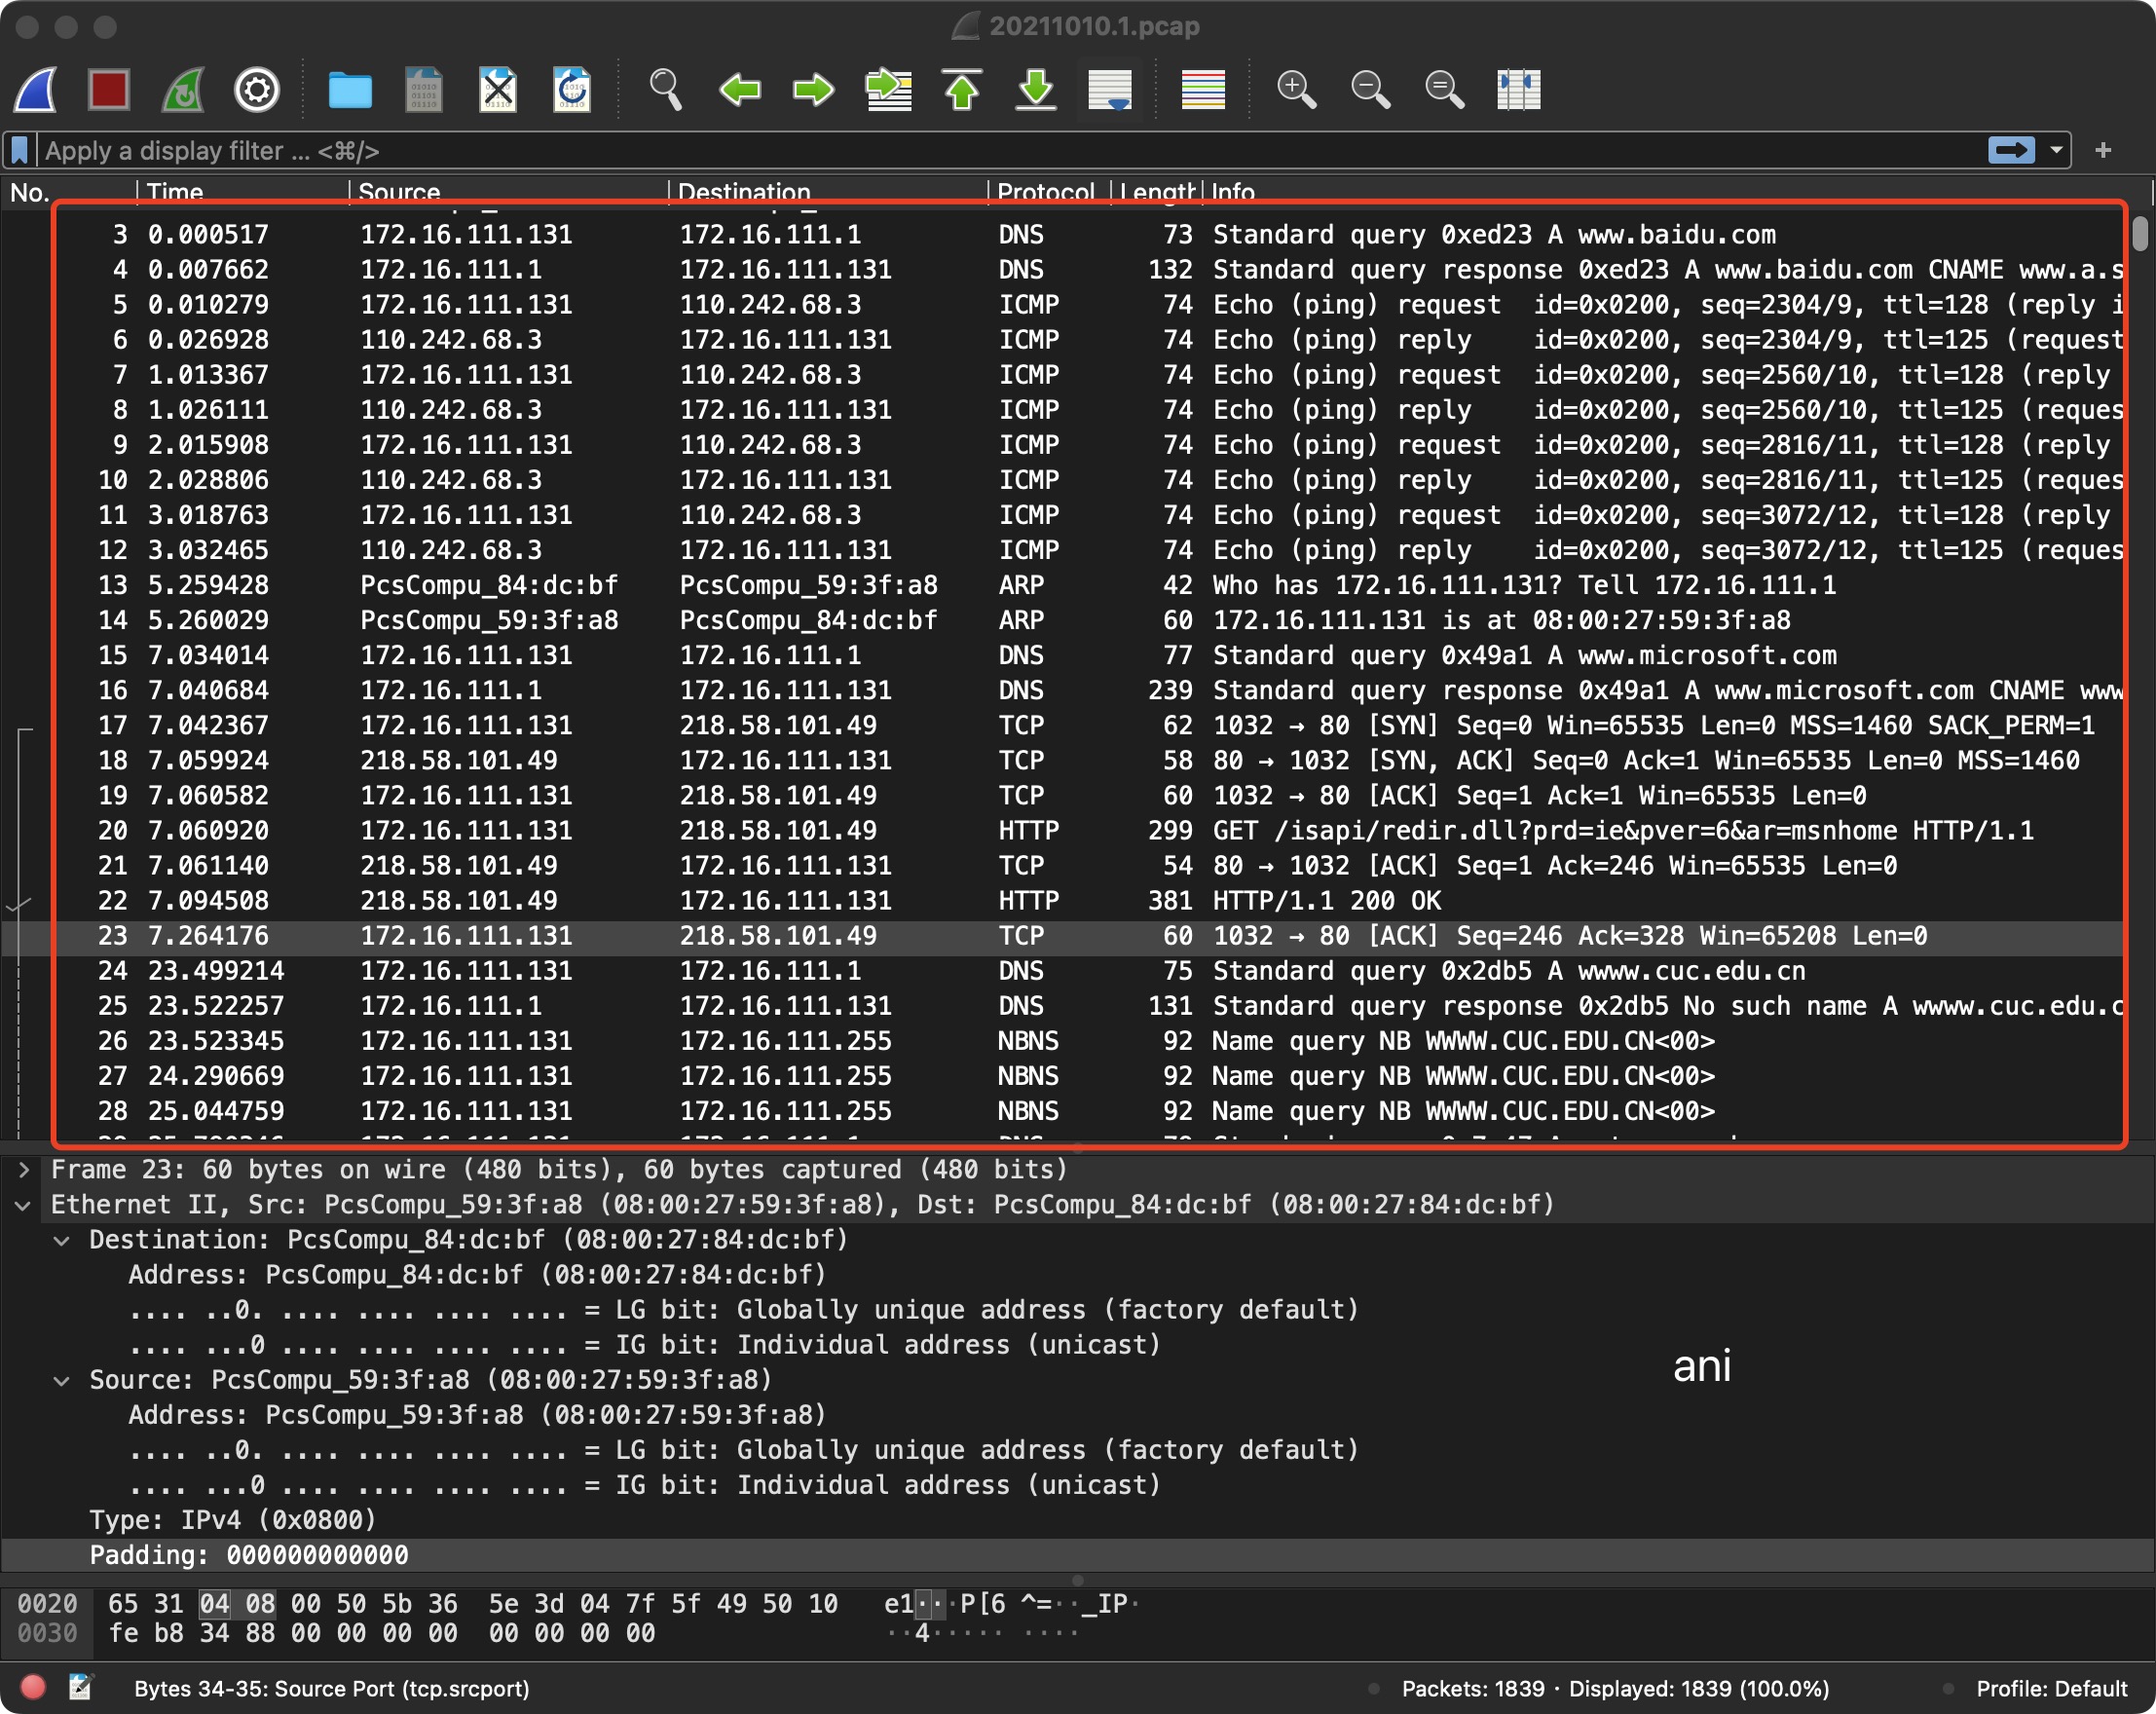 20211010.1.pcap
Apply a display filter ... <⌘/>
No. Time Source Destination Protocol Length Info
3 0.000517 172.16.111.131 172.16.111.1 DNS 73 Standard query 0xed23 A www.baidu.com
4 0.007662 172.16.111.1 172.16.111.131 DNS 132 Standard query response 0xed23 A www.baidu.com CNAME www.a.s
5 0.010279 172.16.111.131 110.242.68.3 ICMP 74 Echo (ping) request id=0x0200, seq=2304/9, ttl=128 (reply i
6 0.026928 110.242.68.3 172.16.111.131 ICMP 74 Echo (ping) reply id=0x0200, seq=2304/9, ttl=125 (request
7 1.013367 172.16.111.131 110.242.68.3 ICMP 74 Echo (ping) request id=0x0200, seq=2560/10, ttl=128 (reply
8 1.026111 110.242.68.3 172.16.111.131 ICMP 74 Echo (ping) reply id=0x0200, seq=2560/10, ttl=125 (reques
9 2.015908 172.16.111.131 110.242.68.3 ICMP 74 Echo (ping) request id=0x0200, seq=2816/11, ttl=128 (reply
10 2.028806 110.242.68.3 172.16.111.131 ICMP 74 Echo (ping) reply id=0x0200, seq=2816/11, ttl=125 (reques
11 3.018763 172.16.111.131 110.242.68.3 ICMP 74 Echo (ping) request id=0x0200, seq=3072/12, ttl=128 (reply
12 3.032465 110.242.68.3 172.16.111.131 ICMP 74 Echo (ping) reply id=0x0200, seq=3072/12, ttl=125 (reques
13 5.259428 PcsCompu_84:dc:bf PcsCompu_59:3f:a8 ARP 42 Who has 172.16.111.131? Tell 172.16.111.1
14 5.260029 PcsCompu_59:3f:a8 PcsCompu_84:dc:bf ARP 60 172.16.111.131 is at 08:00:27:59:3f:a8
15 7.034014 172.16.111.131 172.16.111.1 DNS 77 Standard query 0x49a1 A www.microsoft.com
16 7.040684 172.16.111.1 172.16.111.131 DNS 239 Standard query response 0x49a1 A www.microsoft.com CNAME www
17 7.042367 172.16.111.131 218.58.101.49 TCP 62 1032 → 80 [SYN] Seq=0 Win=65535 Len=0 MSS=1460 SACK_PERM=1
18 7.059924 218.58.101.49 172.16.111.131 TCP 58 80 → 1032 [SYN, ACK] Seq=0 Ack=1 Win=65535 Len=0 MSS=1460
19 7.060582 172.16.111.131 218.58.101.49 TCP 60 1032 → 80 [ACK] Seq=1 Ack=1 Win=65535 Len=0
20 7.060920 172.16.111.131 218.58.101.49 HTTP 299 GET /isapi/redir.dll?prd=ie&pver=6&ar=msnhome HTTP/1.1
21 7.061140 218.58.101.49 172.16.111.131 TCP 54 80 → 1032 [ACK] Seq=1 Ack=246 Win=65535 Len=0
22 7.094508 218.58.101.49 172.16.111.131 HTTP 381 HTTP/1.1 200 OK
23 7.264176 172.16.111.131 218.58.101.49 TCP 60 1032 → 80 [ACK] Seq=246 Ack=328 Win=65208 Len=0
24 23.499214 172.16.111.131 172.16.111.1 DNS 75 Standard query 0x2db5 A wwww.cuc.edu.cn
25 23.522257 172.16.111.1 172.16.111.131 DNS 131 Standard query response 0x2db5 No such name A wwww.cuc.edu.c
26 23.523345 172.16.111.131 172.16.111.255 NBNS 92 Name query NB WWWW.CUC.EDU.CN<00>
27 24.290669 172.16.111.131 172.16.111.255 NBNS 92 Name query NB WWWW.CUC.EDU.CN<00>
28 25.044759 172.16.111.131 172.16.111.255 NBNS 92 Name query NB WWWW.CUC.EDU.CN<00>
Frame 23: 60 bytes on wire (480 bits), 60 bytes captured (480 bits)
Ethernet II, Src: PcsCompu_59:3f:a8 (08:00:27:59:3f:a8), Dst: PcsCompu_84:dc:bf (08:00:27:84:dc:bf)
Destination: PcsCompu_84:dc:bf (08:00:27:84:dc:bf)
Address: PcsCompu_84:dc:bf (08:00:27:84:dc:bf)
.... ..0. .... .... .... .... = LG bit: Globally unique address (factory default)
.... ...0 .... .... .... .... = IG bit: Individual address (unicast)
ani
Source: PcsCompu_59:3f:a8 (08:00:27:59:3f:a8)
Address: PcsCompu_59:3f:a8 (08:00:27:59:3f:a8)
.... ..0. .... .... .... .... = LG bit: Globally unique address (factory default)
.... ...0 .... .... .... .... = IG bit: Individual address (unicast)
Type: IPv4 (0x0800)
Padding: 000000000000
0020 65 31 04 08 00 50 5b 36 5e 3d 04 7f 5f 49 50 10 e1···P[6 ^=··_IP·
0030 fe b8 34 88 00 00 00 00 00 00 00 00 ··4····· ····
Bytes 34-35: Source Port (tcp.srcport) Packets: 1839 · Displayed: 1839 (100.0%) Profile: Default